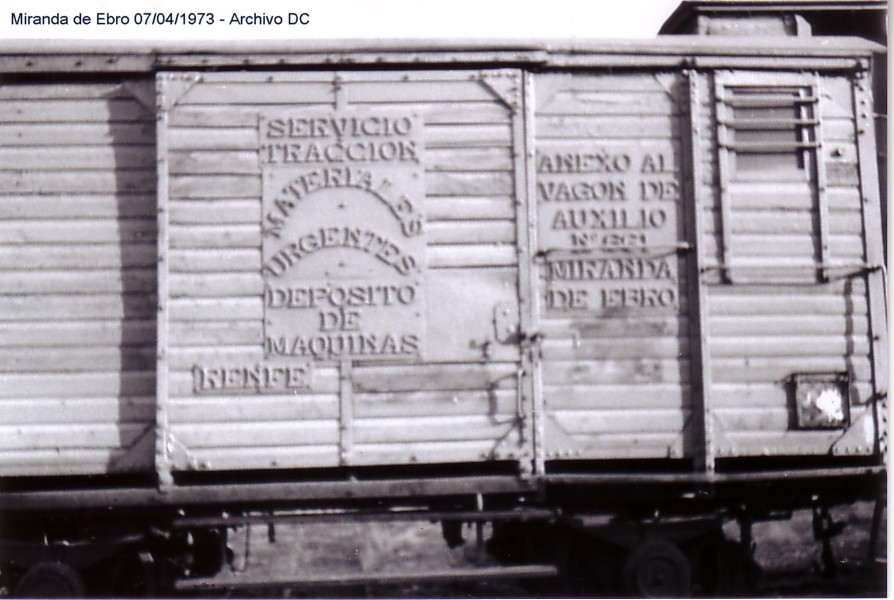 Miranda de Ebro 07/04/1973 - Archivo DC
SERVICIO
TRACCION
MATERIALES
URGENTES
DEPOSITO
DE
MAQUINAS
RENFE
ANEXO AL
VAGON DE
AUXILIO
Nº
MIRANDA
DE EBRO